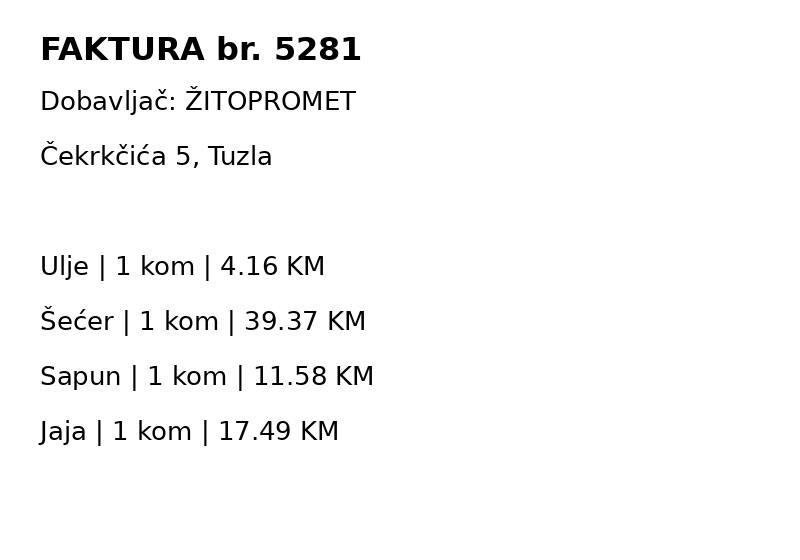 FAKTURA br. 5281
Dobavljač: ŽITOPROMET
Čekrkčića 5, Tuzla
Ulje | 1 kom | 4.16 KM
Šećer | 1 kom | 39.37 KM
Sapun | 1 kom | 11.58 KM
Jaja | 1 kom | 17.49 KM